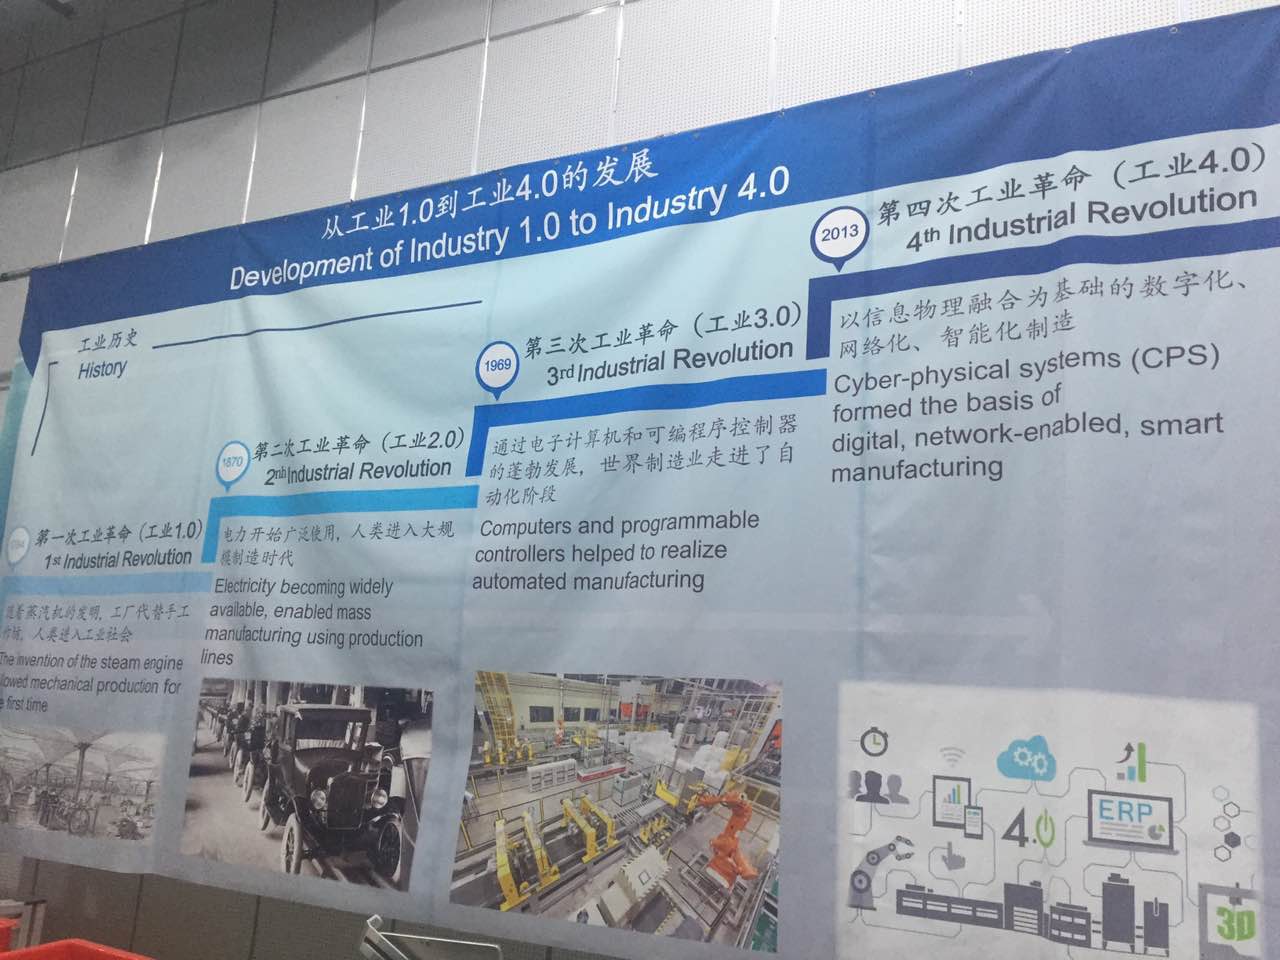 从工业1.0到工业4.0的发展
Development of Industry 1.0 to Industry 4.0
工业历史
History
第一次工业革命（工业1.0）
1st Industrial Revolution
随着蒸汽机的发明，工厂代替手工
作坊，人类进入工业社会
The invention of the steam engine
lowed mechanical production for
e first time
1870
第二次工业革命（工业2.0）
2nh Industrial Revolution
电力开始广泛使用，人类进入大规
模制造时代
Electricity becoming widely
available, enabled mass
manufacturing using production
lines
1969
第三次工业革命（工业3.0）
3rd Industrial Revolution
通过电子计算机和可编程序控制器
的蓬勃发展，世界制造业走进了自
动化阶段
Computers and programmable
controllers helped to realize
automated manufacturing
2013
第四次工业革命（工业4.0）
4th Industrial Revolution
以信息物理融合为基础的数字化、
网络化、智能化制造
Cyber-physical systems (CPS)
formed the basis of
digital, network-enabled, smart
manufacturing
4.0
ERP
3D